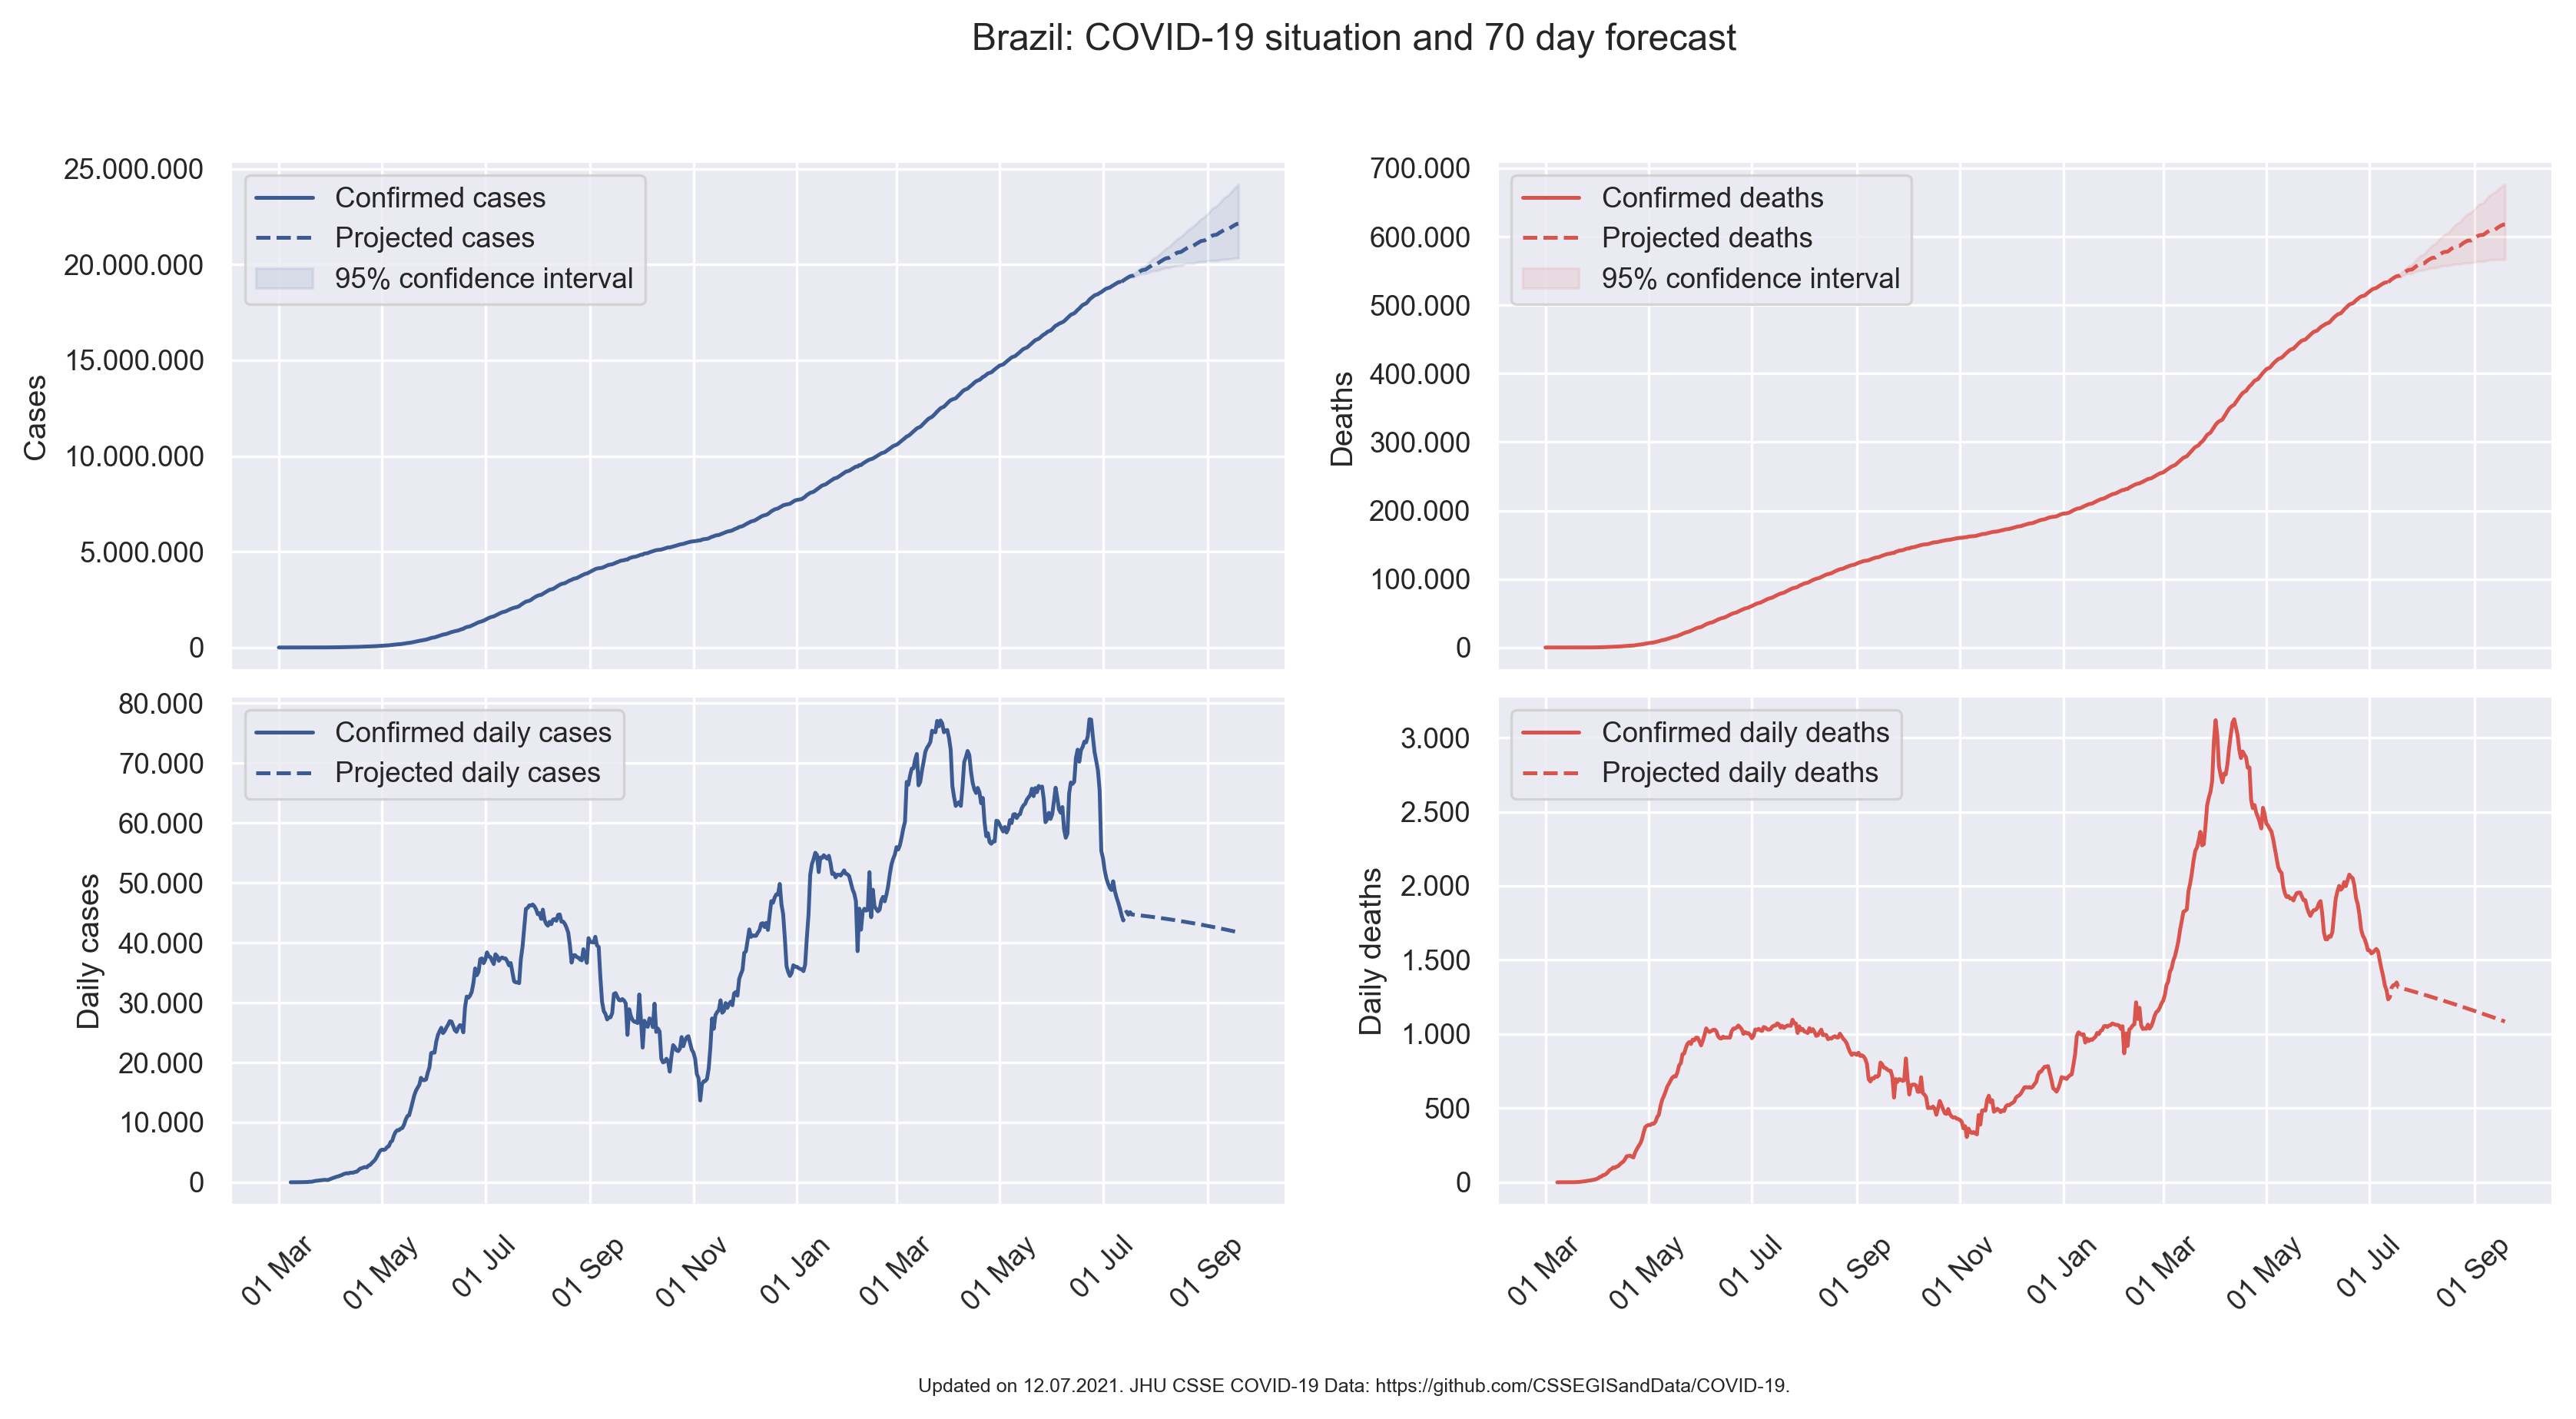 Brazil: COVID-19 situation and 70 day forecast
25.000.000
20.000.000
15.000.000
10.000.000
5.000.000
0
Cases
Confirmed cases
Projected cases
95% confidence interval
700.000
600.000
500.000
400.000
300.000
200.000
100.000
0
Deaths
Confirmed deaths
Projected deaths
95% confidence interval
80.000
70.000
60.000
50.000
40.000
30.000
20.000
10.000
0
Daily cases
Confirmed daily cases
Projected daily cases
01 Mar
01 May
01 Jul
01 Sep
01 Nov
01 Jan
01 Mar
01 May
01 Jul
01 Sep
3.000
2.500
2.000
1.500
1.000
500
0
Daily deaths
Confirmed daily deaths
Projected daily deaths
01 Mar
01 May
01 Jul
01 Sep
01 Nov
01 Jan
01 Mar
01 May
01 Jul
01 Sep
Updated on 12.07.2021. JHU CSSE COVID-19 Data: https://github.com/CSSEGISandData/COVID-19.